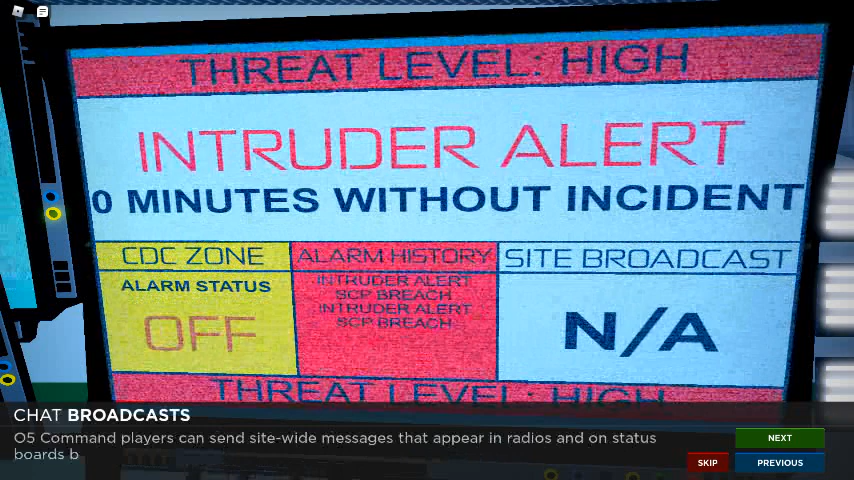 THREAT LEVEL: HIGH
INTRUDER ALERT
0 MINUTES WITHOUT INCIDENT
CDC ZONE
ALARM STATUS
OFF
ALARM HISTORY
INTRUDER ALERT
SCP BREACH
INTRUDER ALERT
SCP BREACH
SITE BROADCAST
N/A
THREAT LEVEL: HIGH
CHAT BROADCASTS
O5 Command players can send site-wide messages that appear in radios and on status
boards b
NEXT
SKIP
PREVIOUS